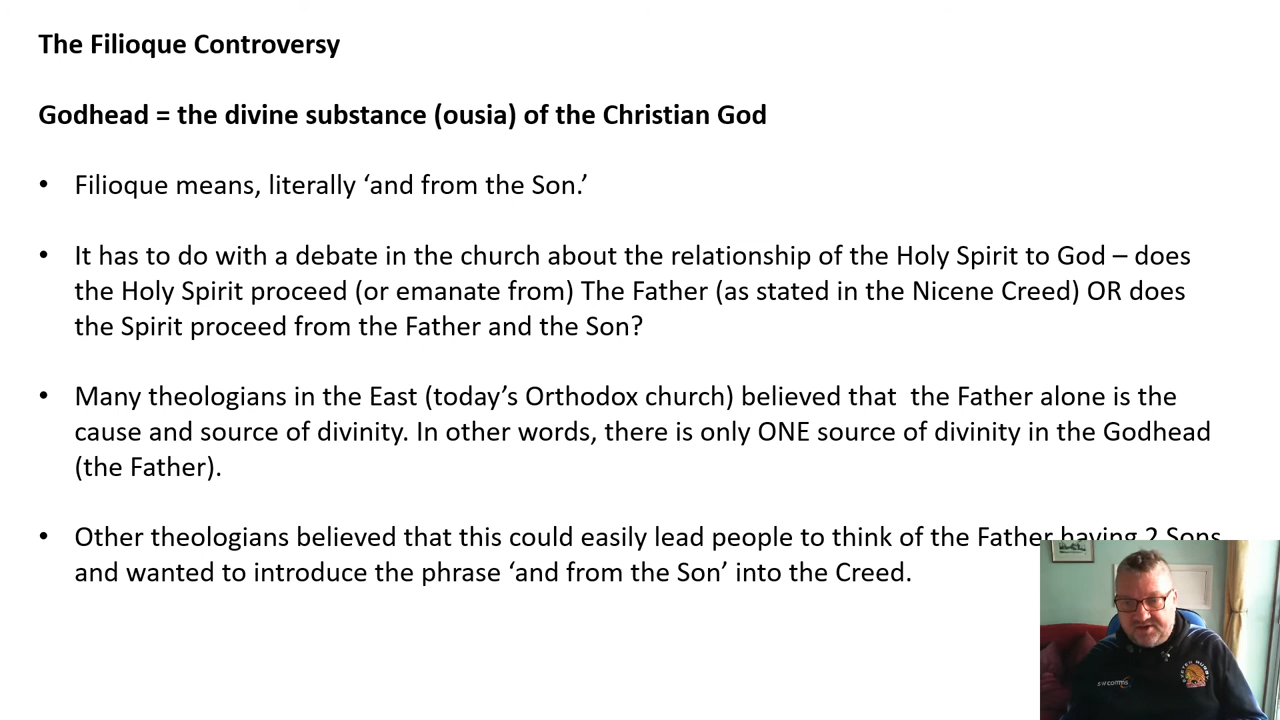 The Filioque Controversy
Godhead = the divine substance (ousia) of the Christian God
• Filioque means, literally ‘and from the Son.’
• It has to do with a debate in the church about the relationship of the Holy Spirit to God – does
the Holy Spirit proceed (or emanate from) The Father (as stated in the Nicene Creed) OR does
the Spirit proceed from the Father and the Son?
• Many theologians in the East (today’s Orthodox church) believed that  the Father alone is the
cause and source of divinity. In other words, there is only ONE source of divinity in the Godhead
(the Father).
• Other theologians believed that this could easily lead people to think of the Father having 2 Sons
and wanted to introduce the phrase ‘and from the Son’ into the Creed.